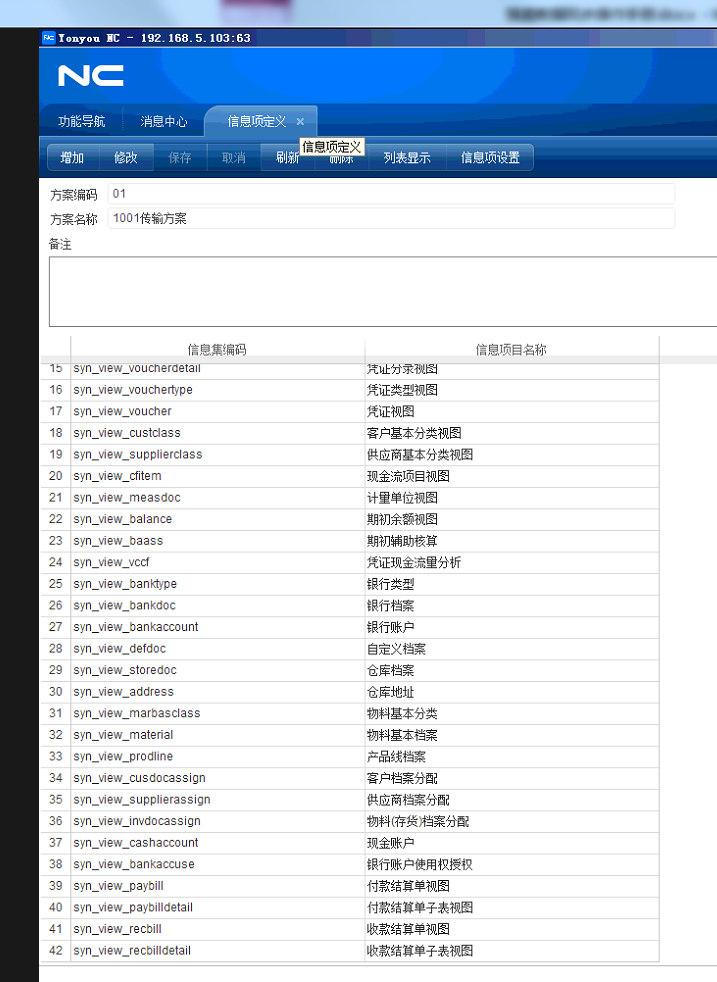 Yonyou NC - 192.168.5.103:63
NC
功能导航 消息中心 信息项定义 ×
信息项定义
增加 修改 保存 取消 刷新 删除 列表显示 信息项设置
方案编码 01
方案名称 1001传输方案
备注
信息集编码 信息项目名称
15 syn_view_voucherdetail 凭证分录视图
16 syn_view_vouchertype 凭证类型视图
17 syn_view_voucher 凭证视图
18 syn_view_custclass 客户基本分类视图
19 syn_view_supplierclass 供应商基本分类视图
20 syn_view_cfitem 现金流项目视图
21 syn_view_measdoc 计量单位视图
22 syn_view_balance 期初余额视图
23 syn_view_baass 期初辅助核算
24 syn_view_vccf 凭证现金流量分析
25 syn_view_banktype 银行类型
26 syn_view_bankdoc 银行档案
27 syn_view_bankaccount 银行账户
28 syn_view_defdoc 自定义档案
29 syn_view_storedoc 仓库档案
30 syn_view_address 仓库地址
31 syn_view_marbasclass 物料基本分类
32 syn_view_material 物料基本档案
33 syn_view_prodline 产品线档案
34 syn_view_cusdocassign 客户档案分配
35 syn_view_supplierassign 供应商档案分配
36 syn_view_invdocassign 物料(存货)档案分配
37 syn_view_cashaccount 现金账户
38 syn_view_bankaccuse 银行账户使用权授权
39 syn_view_paybill 付款结算单视图
40 syn_view_paybilldetail 付款结算单子表视图
41 syn_view_recbill 收款结算单视图
42 syn_view_recbilldetail 收款结算单子表视图